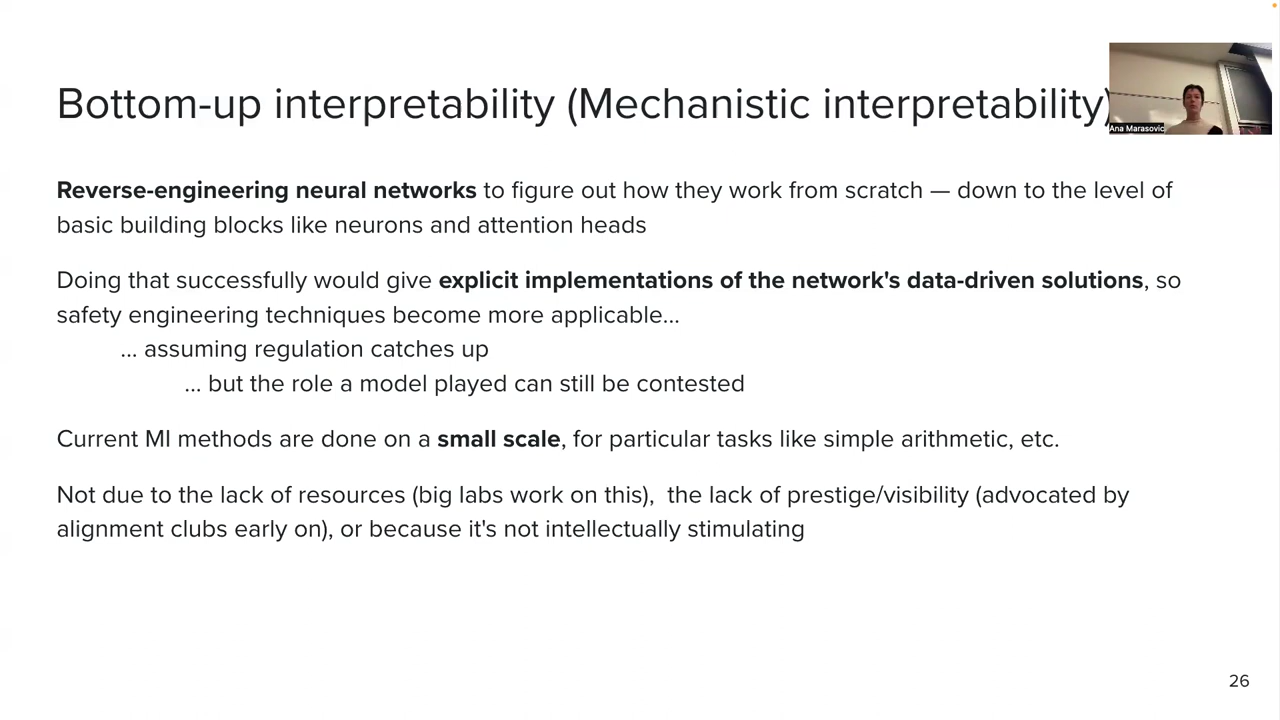 Bottom-up interpretability (Mechanistic interpretability)
Ana Marasovic
Reverse-engineering neural networks to figure out how they work from scratch — down to the level of
basic building blocks like neurons and attention heads
Doing that successfully would give explicit implementations of the network's data-driven solutions, so
safety engineering techniques become more applicable...
... assuming regulation catches up
... but the role a model played can still be contested
Current MI methods are done on a small scale, for particular tasks like simple arithmetic, etc.
Not due to the lack of resources (big labs work on this),  the lack of prestige/visibility (advocated by
alignment clubs early on), or because it's not intellectually stimulating
26